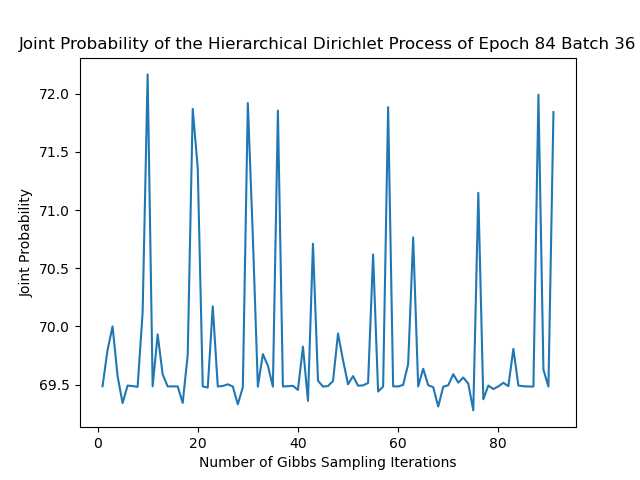 Joint Probability of the Hierarchical Dirichlet Process of Epoch 84 Batch 36
72.0
71.5
71.0
70.5
70.0
69.5
Joint Probability
0 20 40 60 80
Number of Gibbs Sampling Iterations